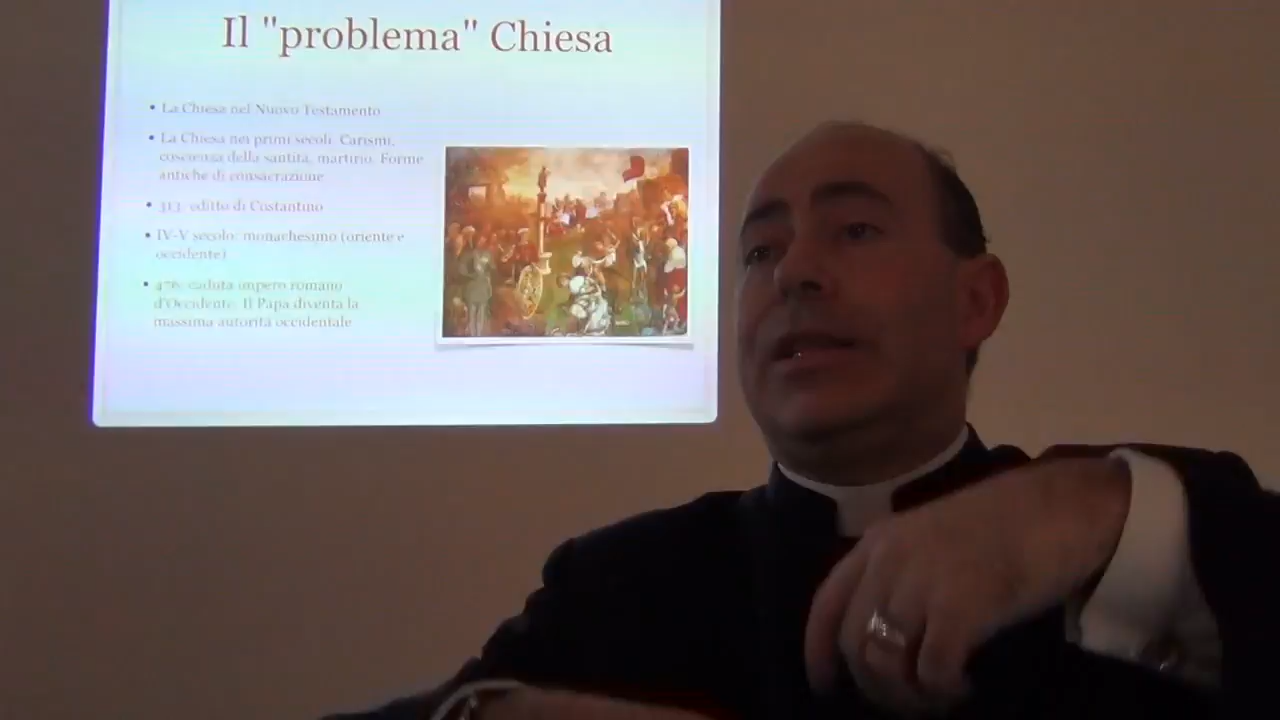 Il "problema" Chiesa
• La Chiesa nel Nuovo Testamento
• La Chiesa nei primi secoli. Carismi,
coscienza della santità, martirio. Forme
antiche di consacrazione
• 313: editto di Costantino
• IV-V secolo: monachesimo (oriente e
occidente)
• 476: caduta impero romano
d'Occidente. Il Papa diventa la
massima autorità occidentale